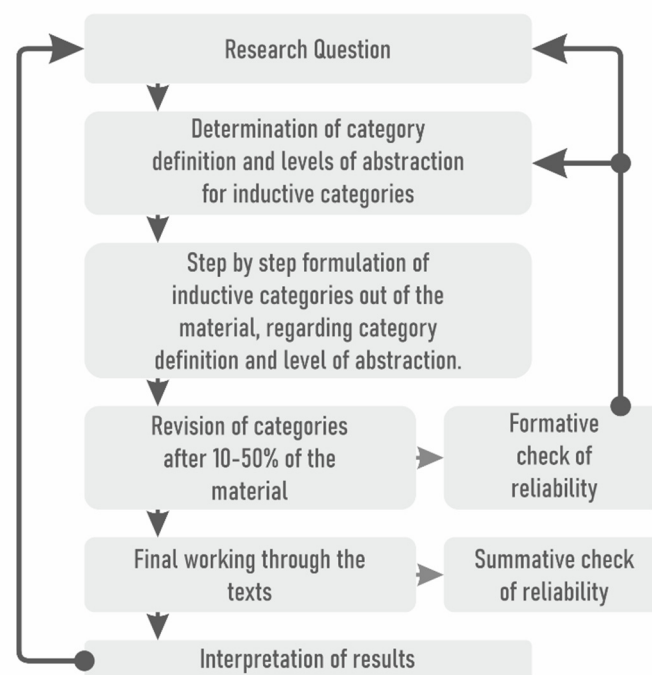 Research Question
Determination of category
definition and levels of abstraction
for inductive categories
Step by step formulation of
inductive categories out of the
material, regarding category
definition and level of abstraction.
Revision of categories
after 10-50% of the
material
Formative
check of
reliability
Final working through the
texts
Summative check
of reliability
Interpretation of results